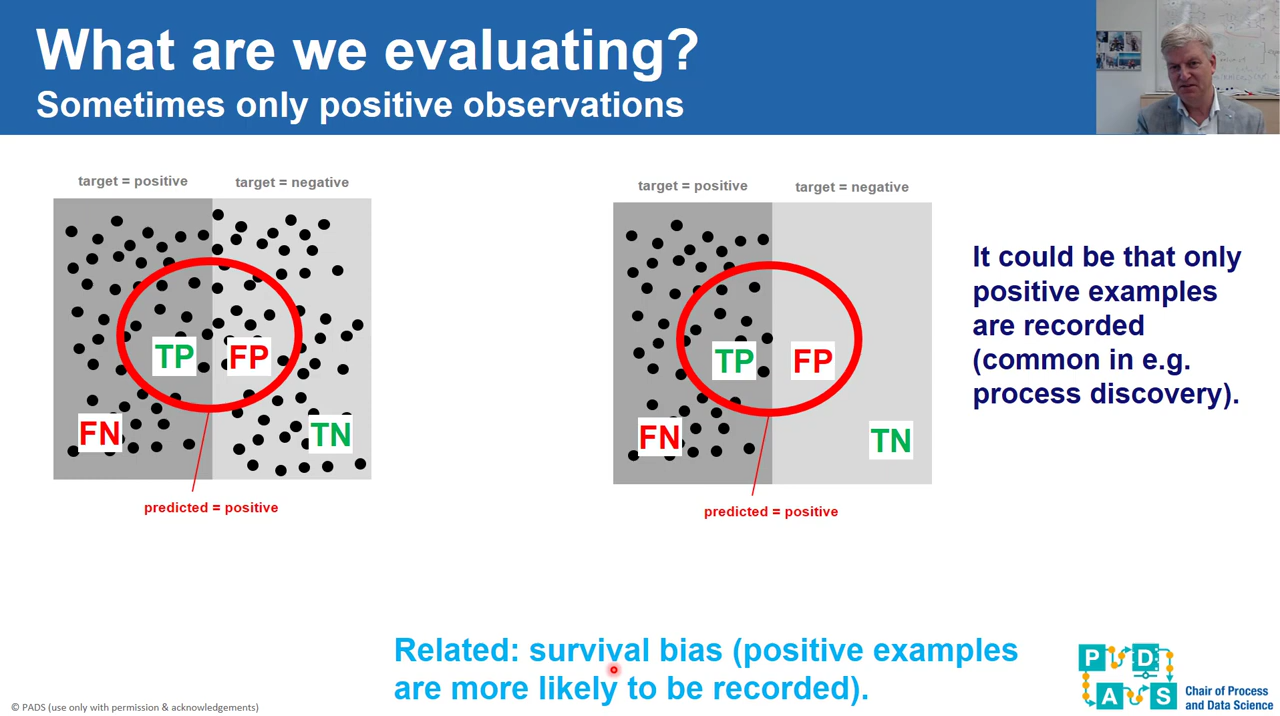 What are we evaluating?
Sometimes only positive observations
target = positive
target = negative
TP
FP
FN
TN
predicted = positive
target = positive
target = negative
TP
FP
FN
TN
predicted = positive
It could be that only
positive examples
are recorded
(common in e.g.
process discovery).
Related: survival bias (positive examples
are more likely to be recorded).
© PADS (use only with permission & acknowledgements)
P D
A S
Chair of Process
and Data Science